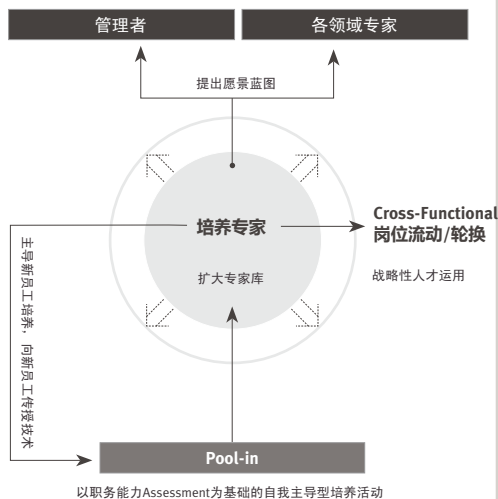 管理者
各领域专家
提出愿景蓝图
培养专家
扩大专家库
Cross-Functional
岗位流动/轮换
战略性人才运用
主导新员工培养，向新员工传授技术
Pool-in
以职务能力Assessment为基础的自我主导型培养活动